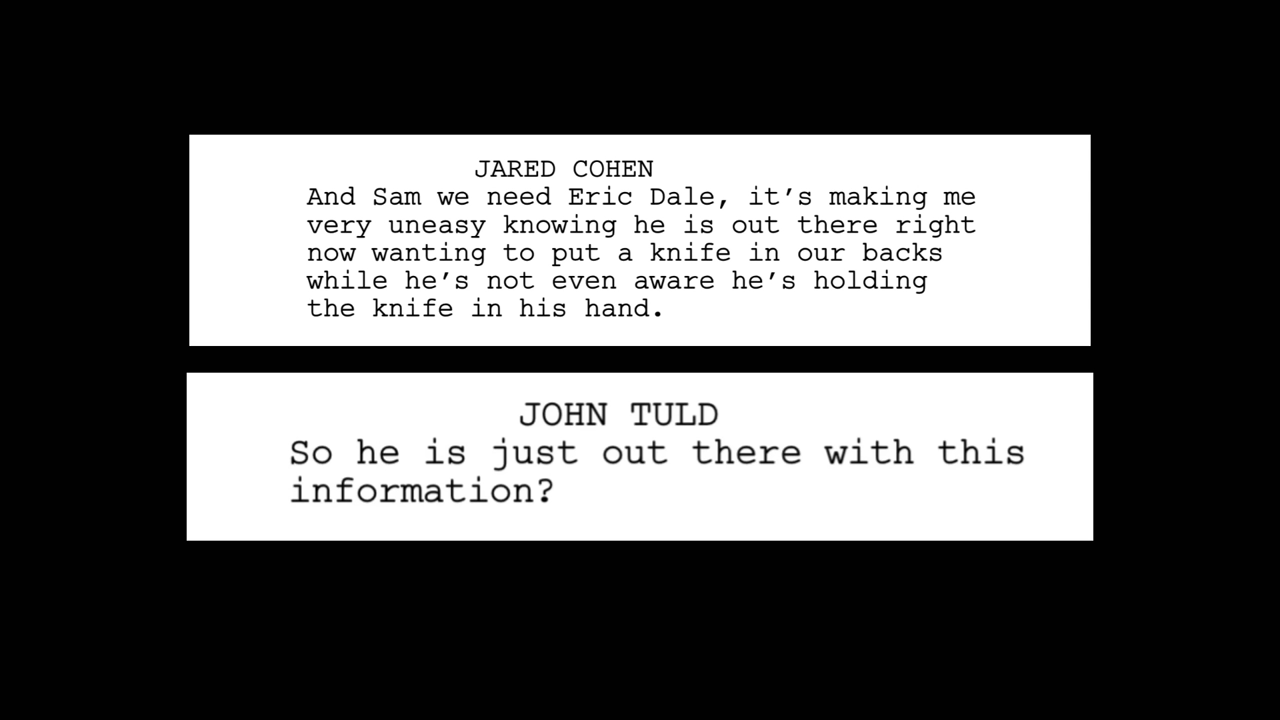 JARED COHEN
And Sam we need Eric Dale, it's making me
very uneasy knowing he is out there right
now wanting to put a knife in our backs
while he's not even aware he's holding
the knife in his hand.
JOHN TULD
So he is just out there with this
information?